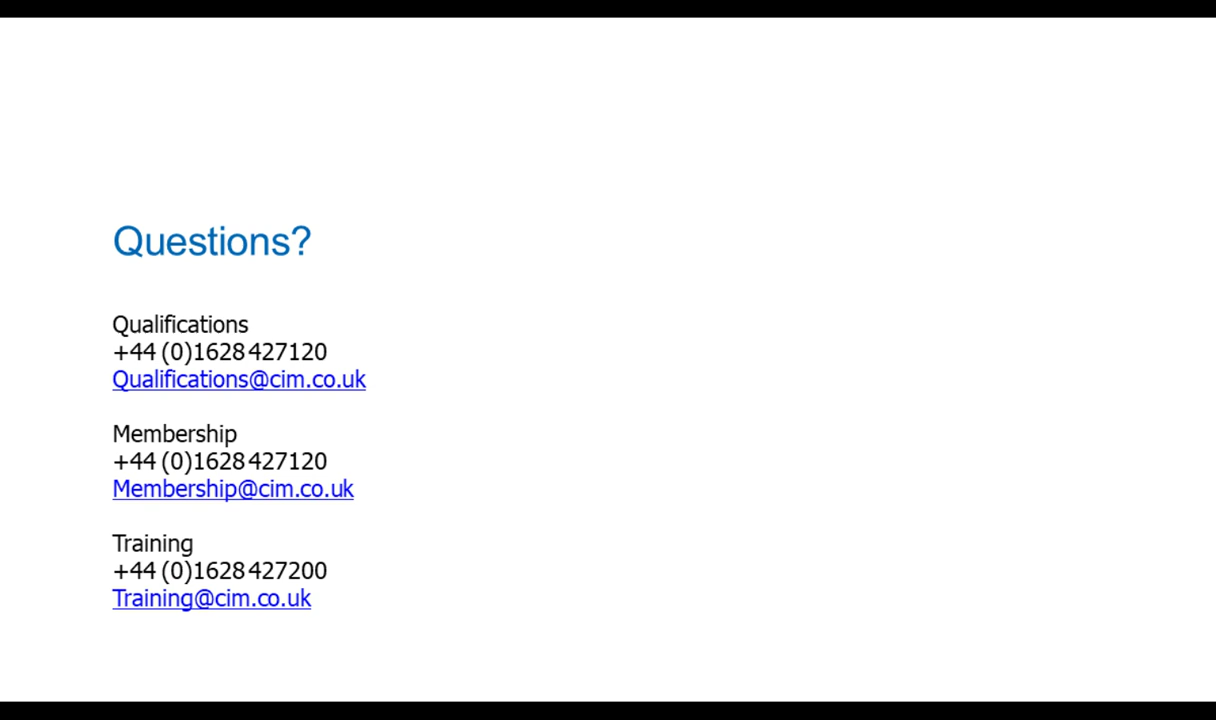 Questions?
Qualifications
+44 (0)1628 427120
Qualifications@cim.co.uk
Membership
+44 (0)1628 427120
Membership@cim.co.uk
Training
+44 (0)1628 427200
Training@cim.co.uk